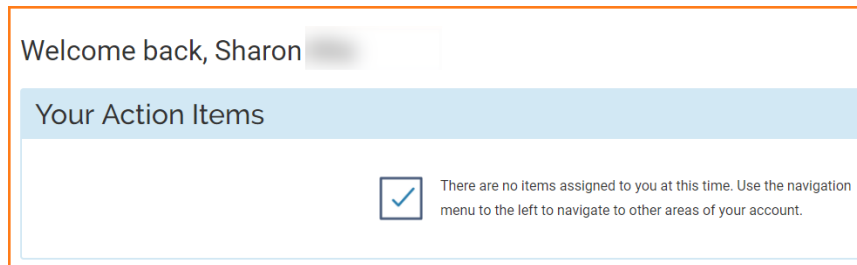 Welcome back, Sharon
Your Action Items
There are no items assigned to you at this time. Use the navigation
menu to the left to navigate to other areas of your account.